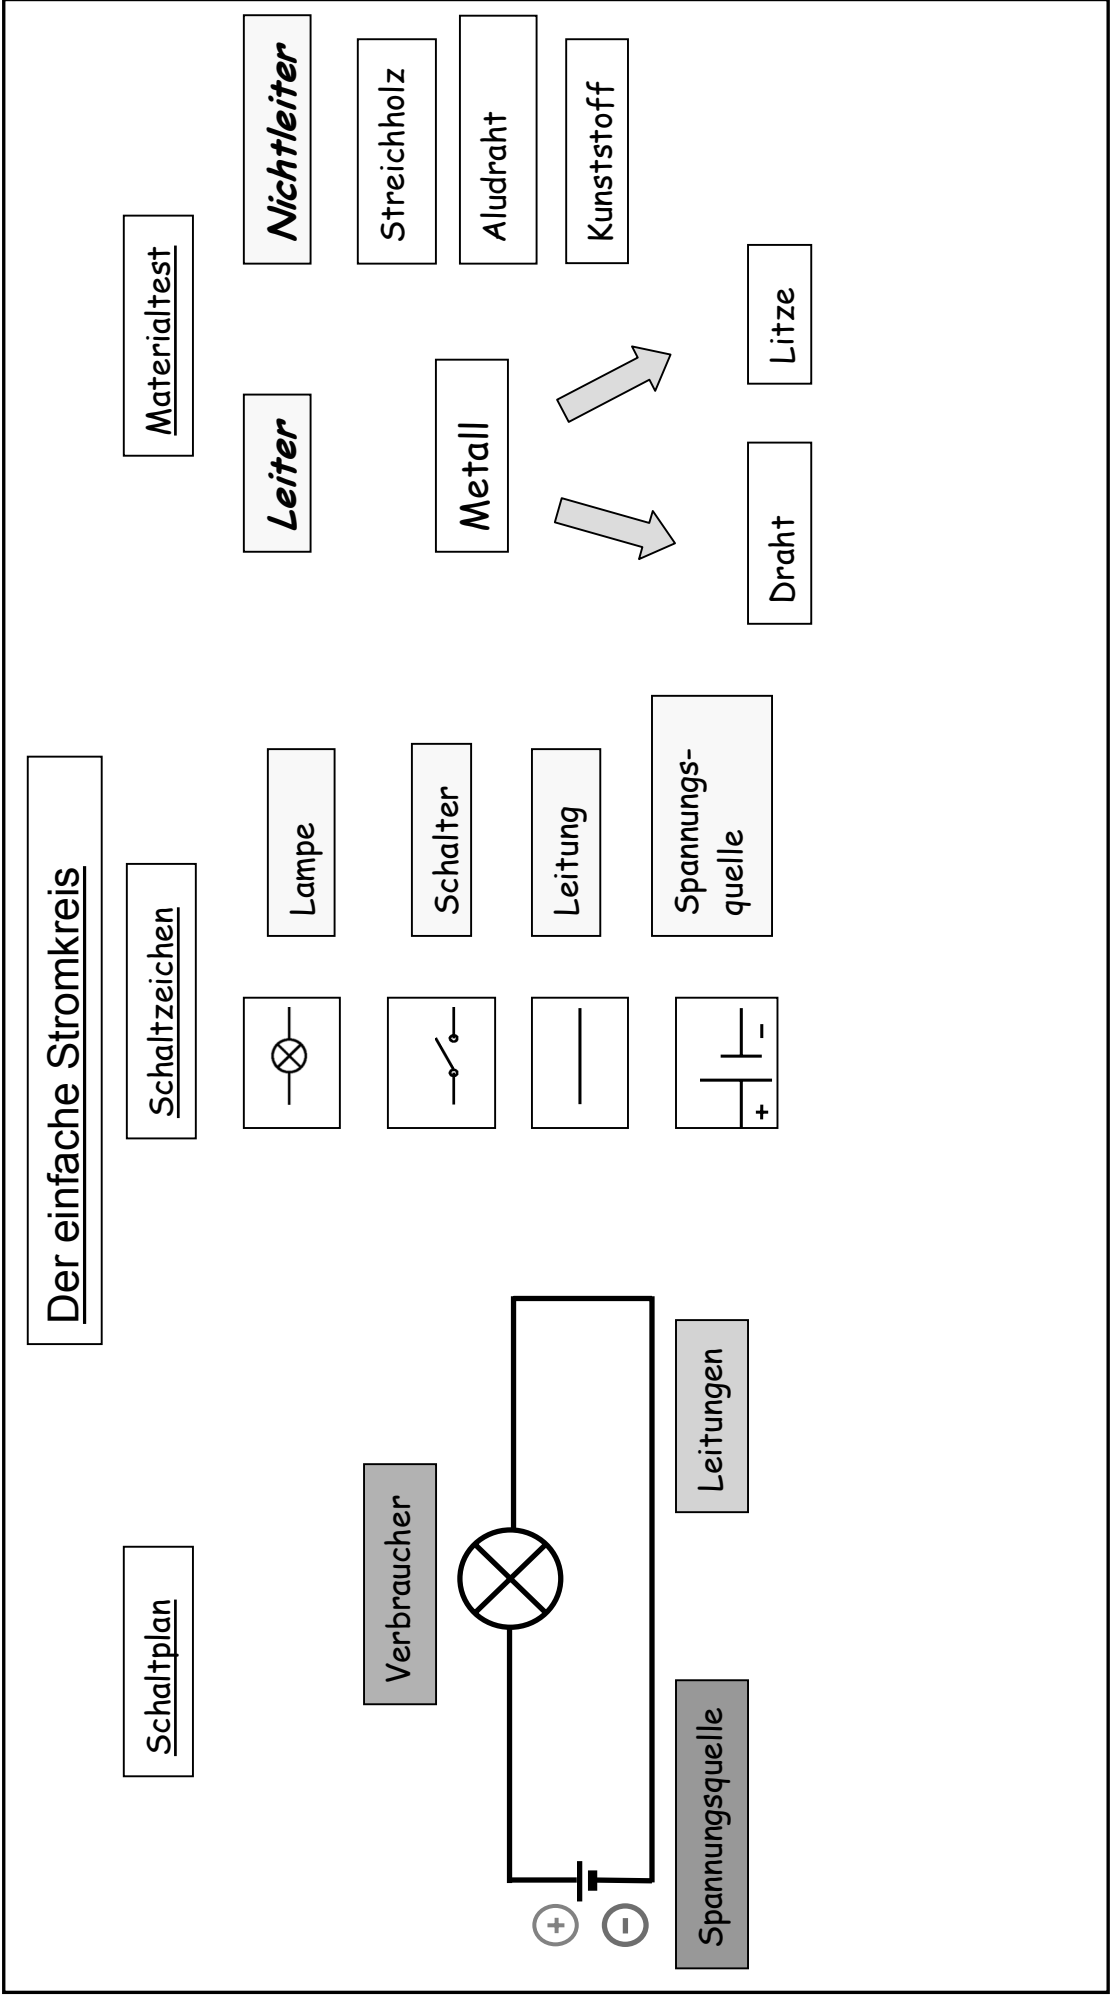 Der einfache Stromkreis
Schaltplan
Verbraucher
+
−
Spannungsquelle
Leitungen
Schaltzeichen
Lampe
Schalter
Leitung
+ −
Spannungs-
quelle
Materialtest
Leiter
Metall
Draht
Litze
Nichtleiter
Streichholz
Aludraht
Kunststoff